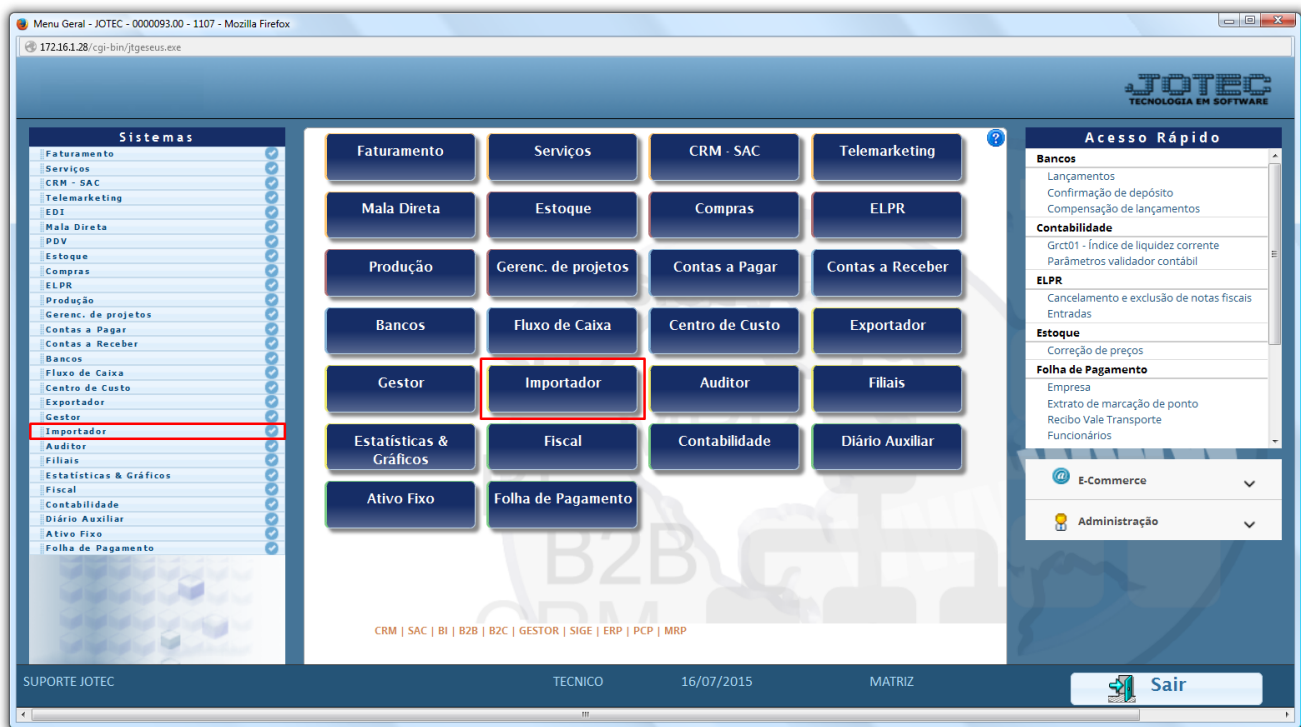 Menu Geral - JOTEC - 0000093.00 - 1107 - Mozilla Firefox
172.16.1.28/cgi-bin/jtgeseus.exe
JOTEC
TECNOLOGIA EM SOFTWARE
Sistemas
Faturamento
Serviços
CRM - SAC
Telemarketing
EDI
Mala Direta
PDV
Estoque
Compras
ELPR
Produção
Gerenc. de projetos
Contas a Pagar
Contas a Receber
Bancos
Fluxo de Caixa
Centro de Custo
Exportador
Gestor
Importador
Auditor
Filiais
Estatísticas & Gráficos
Fiscal
Contabilidade
Diário Auxiliar
Ativo Fixo
Folha de Pagamento
Faturamento Serviços CRM - SAC Telemarketing
Mala Direta Estoque Compras ELPR
Produção Gerenc. de projetos Contas a Pagar Contas a Receber
Bancos Fluxo de Caixa Centro de Custo Exportador
Gestor Importador Auditor Filiais
Estatísticas &
Gráficos Fiscal Contabilidade Diário Auxiliar
Ativo Fixo Folha de Pagamento
B2B
CRM
CRM | SAC | BI | B2B | B2C | GESTOR | SIGE | ERP | PCP | MRP
Acesso Rápido
Bancos
Lançamentos
Confirmação de depósito
Compensação de lançamentos
Contabilidade
Grct01 - Índice de liquidez corrente
Parâmetros validador contábil
ELPR
Cancelamento e exclusão de notas fiscais
Entradas
Estoque
Correção de preços
Folha de Pagamento
Empresa
Extrato de marcação de ponto
Recibo Vale Transporte
Funcionários
E-Commerce
Administração
SUPORTE JOTEC TECNICO 16/07/2015 MATRIZ Sair